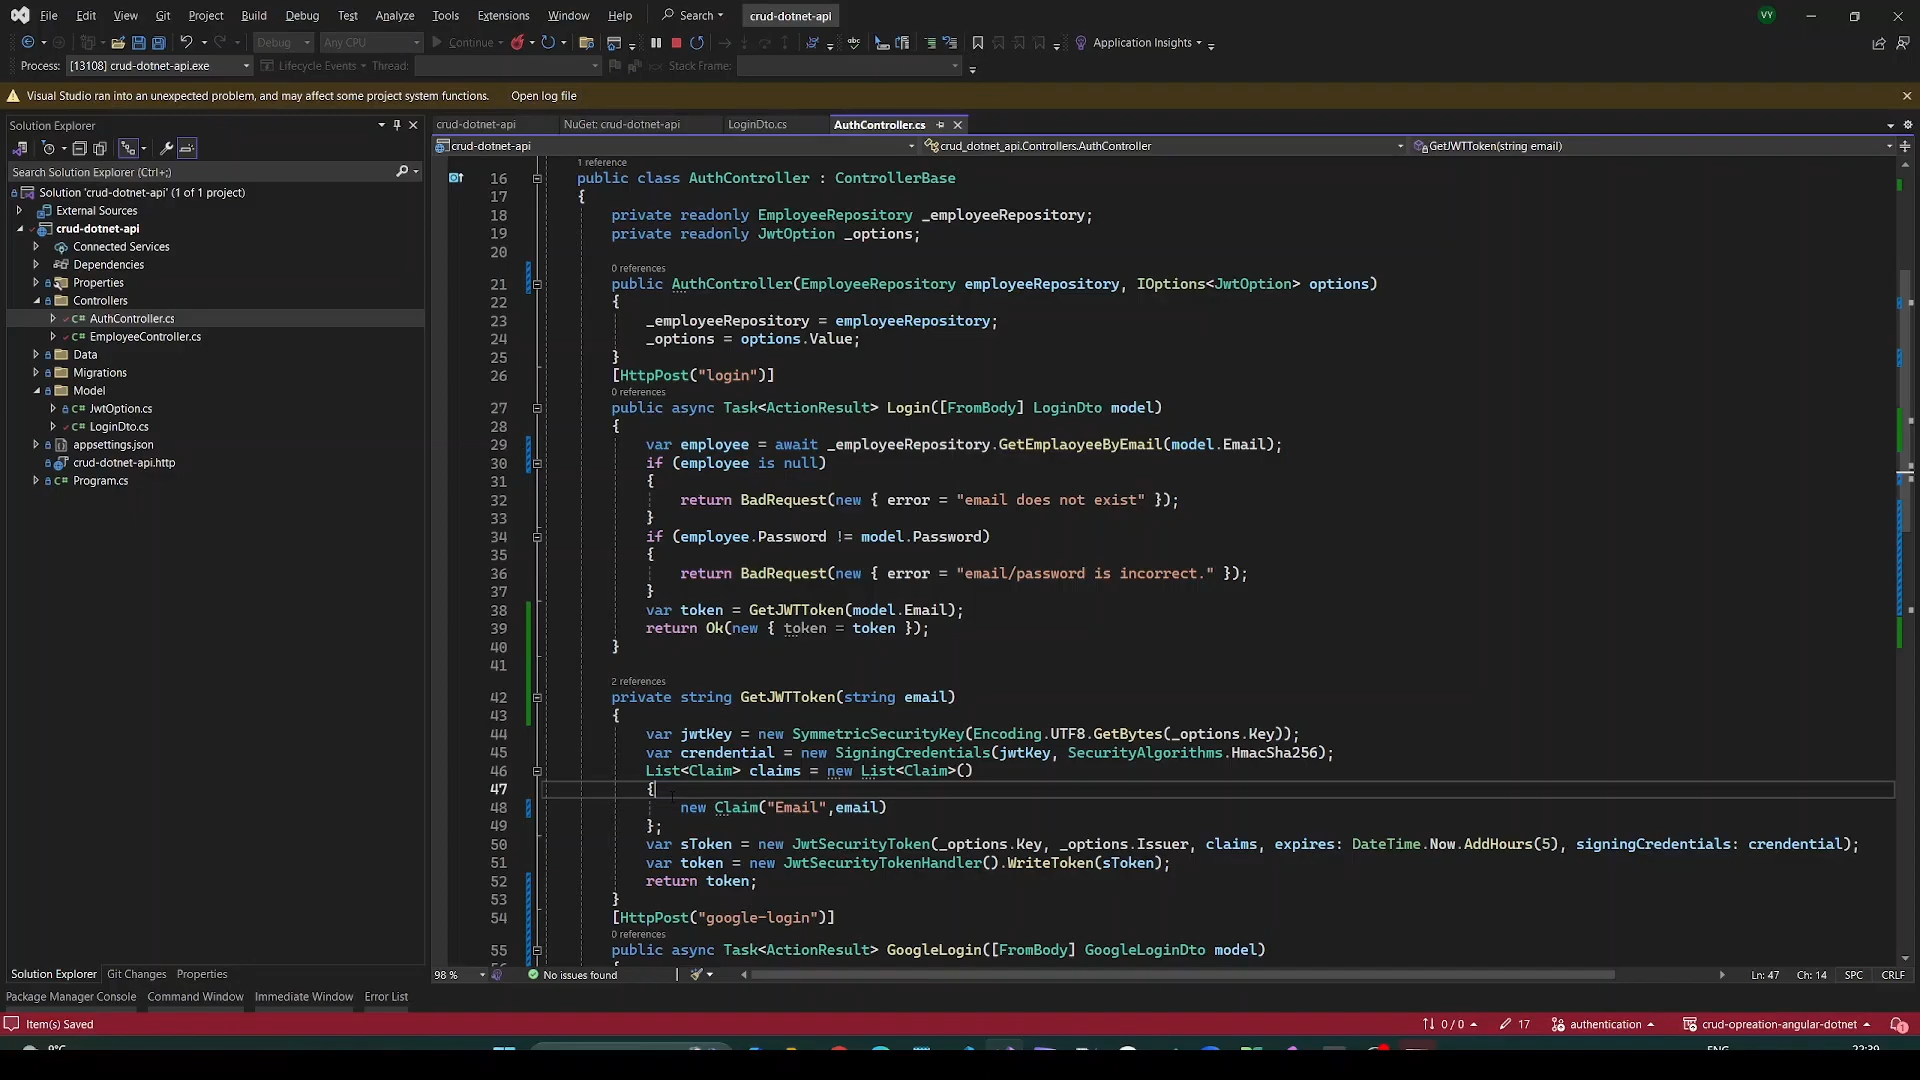 File Edit View Git Project Build Debug Test Analyze Tools Extensions Window Help Search crud-dotnet-api VY
Debug Any CPU Continue Application Insights
Process: [13108] crud-dotnet-api.exe Lifecycle Events Thread: Stack Frame:
Visual Studio ran into an unexpected problem, and may affect some project system functions. Open log file
Solution Explorer
Search Solution Explorer (Ctrl+;)
Solution 'crud-dotnet-api' (1 of 1 project)
External Sources
crud-dotnet-api
Connected Services
Dependencies
Properties
Controllers
C# AuthController.cs
C# EmployeeController.cs
Data
Migrations
Model
C# JwtOption.cs
C# LoginDto.cs
appsettings.json
crud-dotnet-api.http
C# Program.cs
Solution Explorer Git Changes Properties
crud-dotnet-api NuGet: crud-dotnet-api LoginDto.cs AuthController.cs
crud-dotnet-api crud_dotnet_api.Controllers.AuthController GetJWTToken(string email)
1 reference
16 public class AuthController : ControllerBase
17 {
18 private readonly EmployeeRepository _employeeRepository;
19 private readonly JwtOption _options;
20
0 references
21 public AuthController(EmployeeRepository employeeRepository, IOptions<JwtOption> options)
22 {
23 _employeeRepository = employeeRepository;
24 _options = options.Value;
25 }
26 [HttpPost("login")]
0 references
27 public async Task<ActionResult> Login([FromBody] LoginDto model)
28 {
29 var employee = await _employeeRepository.GetEmplaoyeeByEmail(model.Email);
30 if (employee is null)
31 {
32 return BadRequest(new { error = "email does not exist" });
33 }
34 if (employee.Password != model.Password)
35 {
36 return BadRequest(new { error = "email/password is incorrect." });
37 }
38 var token = GetJWTToken(model.Email);
39 return Ok(new { token = token });
40 }
41
2 references
42 private string GetJWTToken(string email)
43 {
44 var jwtKey = new SymmetricSecurityKey(Encoding.UTF8.GetBytes(_options.Key));
45 var crendential = new SigningCredentials(jwtKey, SecurityAlgorithms.HmacSha256);
46 List<Claim> claims = new List<Claim>()
47 {
48 new Claim("Email",email)
49 };
50 var sToken = new JwtSecurityToken(_options.Key, _options.Issuer, claims, expires: DateTime.Now.AddHours(5), signingCredentials: crendential);
51 var token = new JwtSecurityTokenHandler().WriteToken(sToken);
52 return token;
53 }
54 [HttpPost("google-login")]
0 references
55 public async Task<ActionResult> GoogleLogin([FromBody] GoogleLoginDto model)
98 % No issues found Ln: 47 Ch: 14 SPC CRLF
Package Manager Console Command Window Immediate Window Error List
Item(s) Saved 0 / 0 17 authentication crud-opreation-angular-dotnet 1